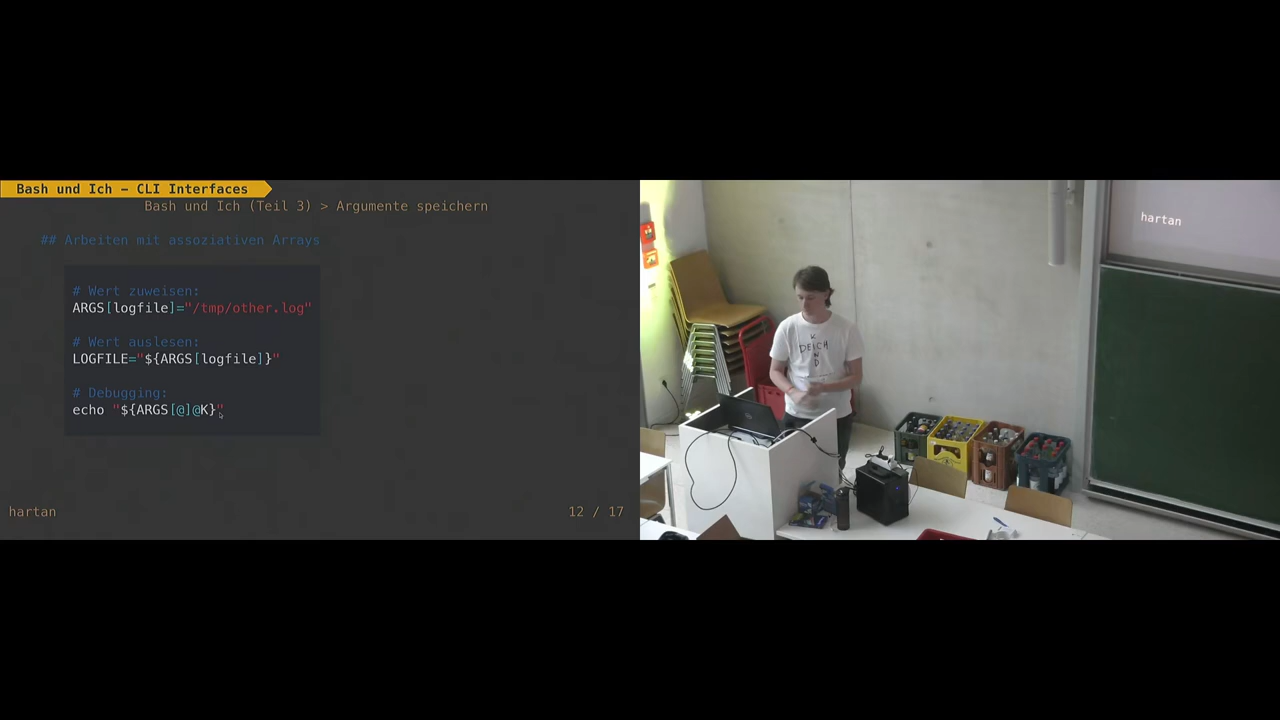 Bash und Ich - CLI Interfaces
Bash und Ich (Teil 3) > Argumente speichern
## Arbeiten mit assoziativen Arrays
# Wert zuweisen:
ARGS[logfile]="/tmp/other.log"
# Wert auslesen:
LOGFILE="${ARGS[logfile]}"
# Debugging:
echo "${ARGS[@]@K}"
hartan
12 / 17
hartan
K
DEICH
N
D